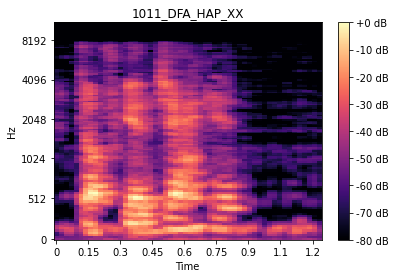 1011_DFA_HAP_XX
+0 dB
8192
-10 dB
4096
-20 dB
-30 dB
2048
Hz
-40 dB
1024
-50 dB
512
-60 dB
-70 dB
0
-80 dB
0 0.15 0.3 0.45 0.6 0.75 0.9 1.1 1.2
Time